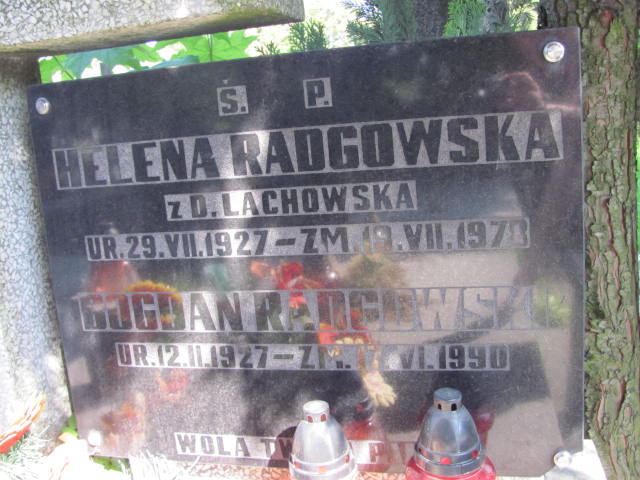 Ś. P.
HELENA RADGOWSKA
Z D. LACHOWSKA
UR. 29.VII.1927 – ZM. 19.VII.1978
BOGDAN RADGOWSKI
UR. 12.II.1927 – ZM. 17.VI.1990
WOLA